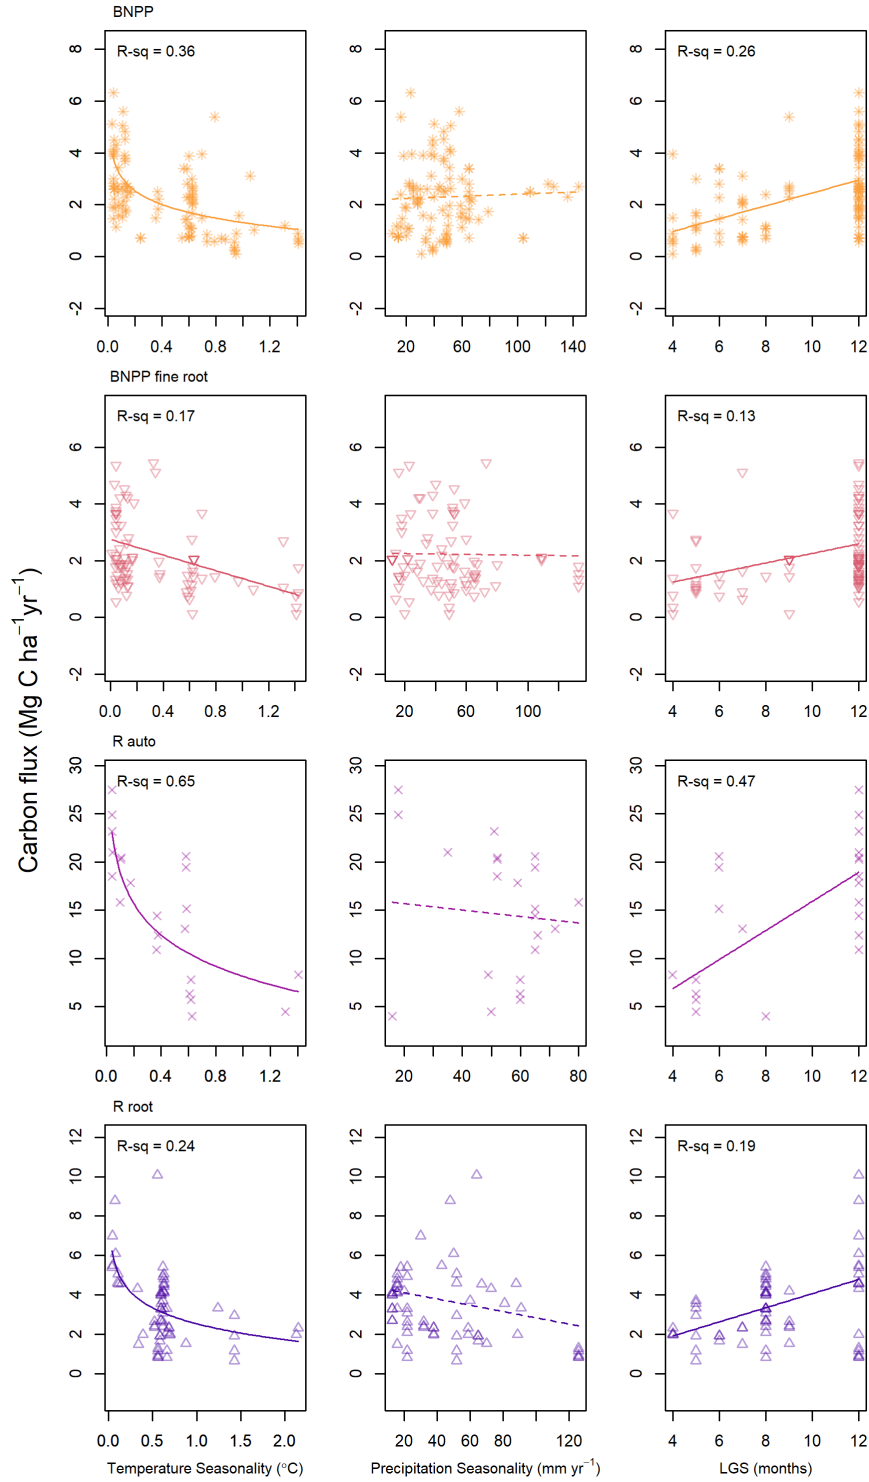 BNPP
R-sq = 0.36
R-sq = 0.26
8
6
4
2
0
-2
0.0 0.4 0.8 1.2
20 60 100 140
4 6 8 10 12
BNPP fine root
R-sq = 0.17
R-sq = 0.13
6
4
2
0
-2
0.0 0.4 0.8 1.2
20 60 100
4 6 8 10 12
Carbon flux (Mg C ha−1yr−1)
R auto
R-sq = 0.65
R-sq = 0.47
30
25
20
15
10
5
0.0 0.4 0.8 1.2
20 40 60 80
4 6 8 10 12
R root
R-sq = 0.24
R-sq = 0.19
12
10
8
6
4
2
0
0.0 0.5 1.0 1.5 2.0
20 40 60 80 120
4 6 8 10 12
Temperature Seasonality (°C)
Precipitation Seasonality (mm yr−1)
LGS (months)